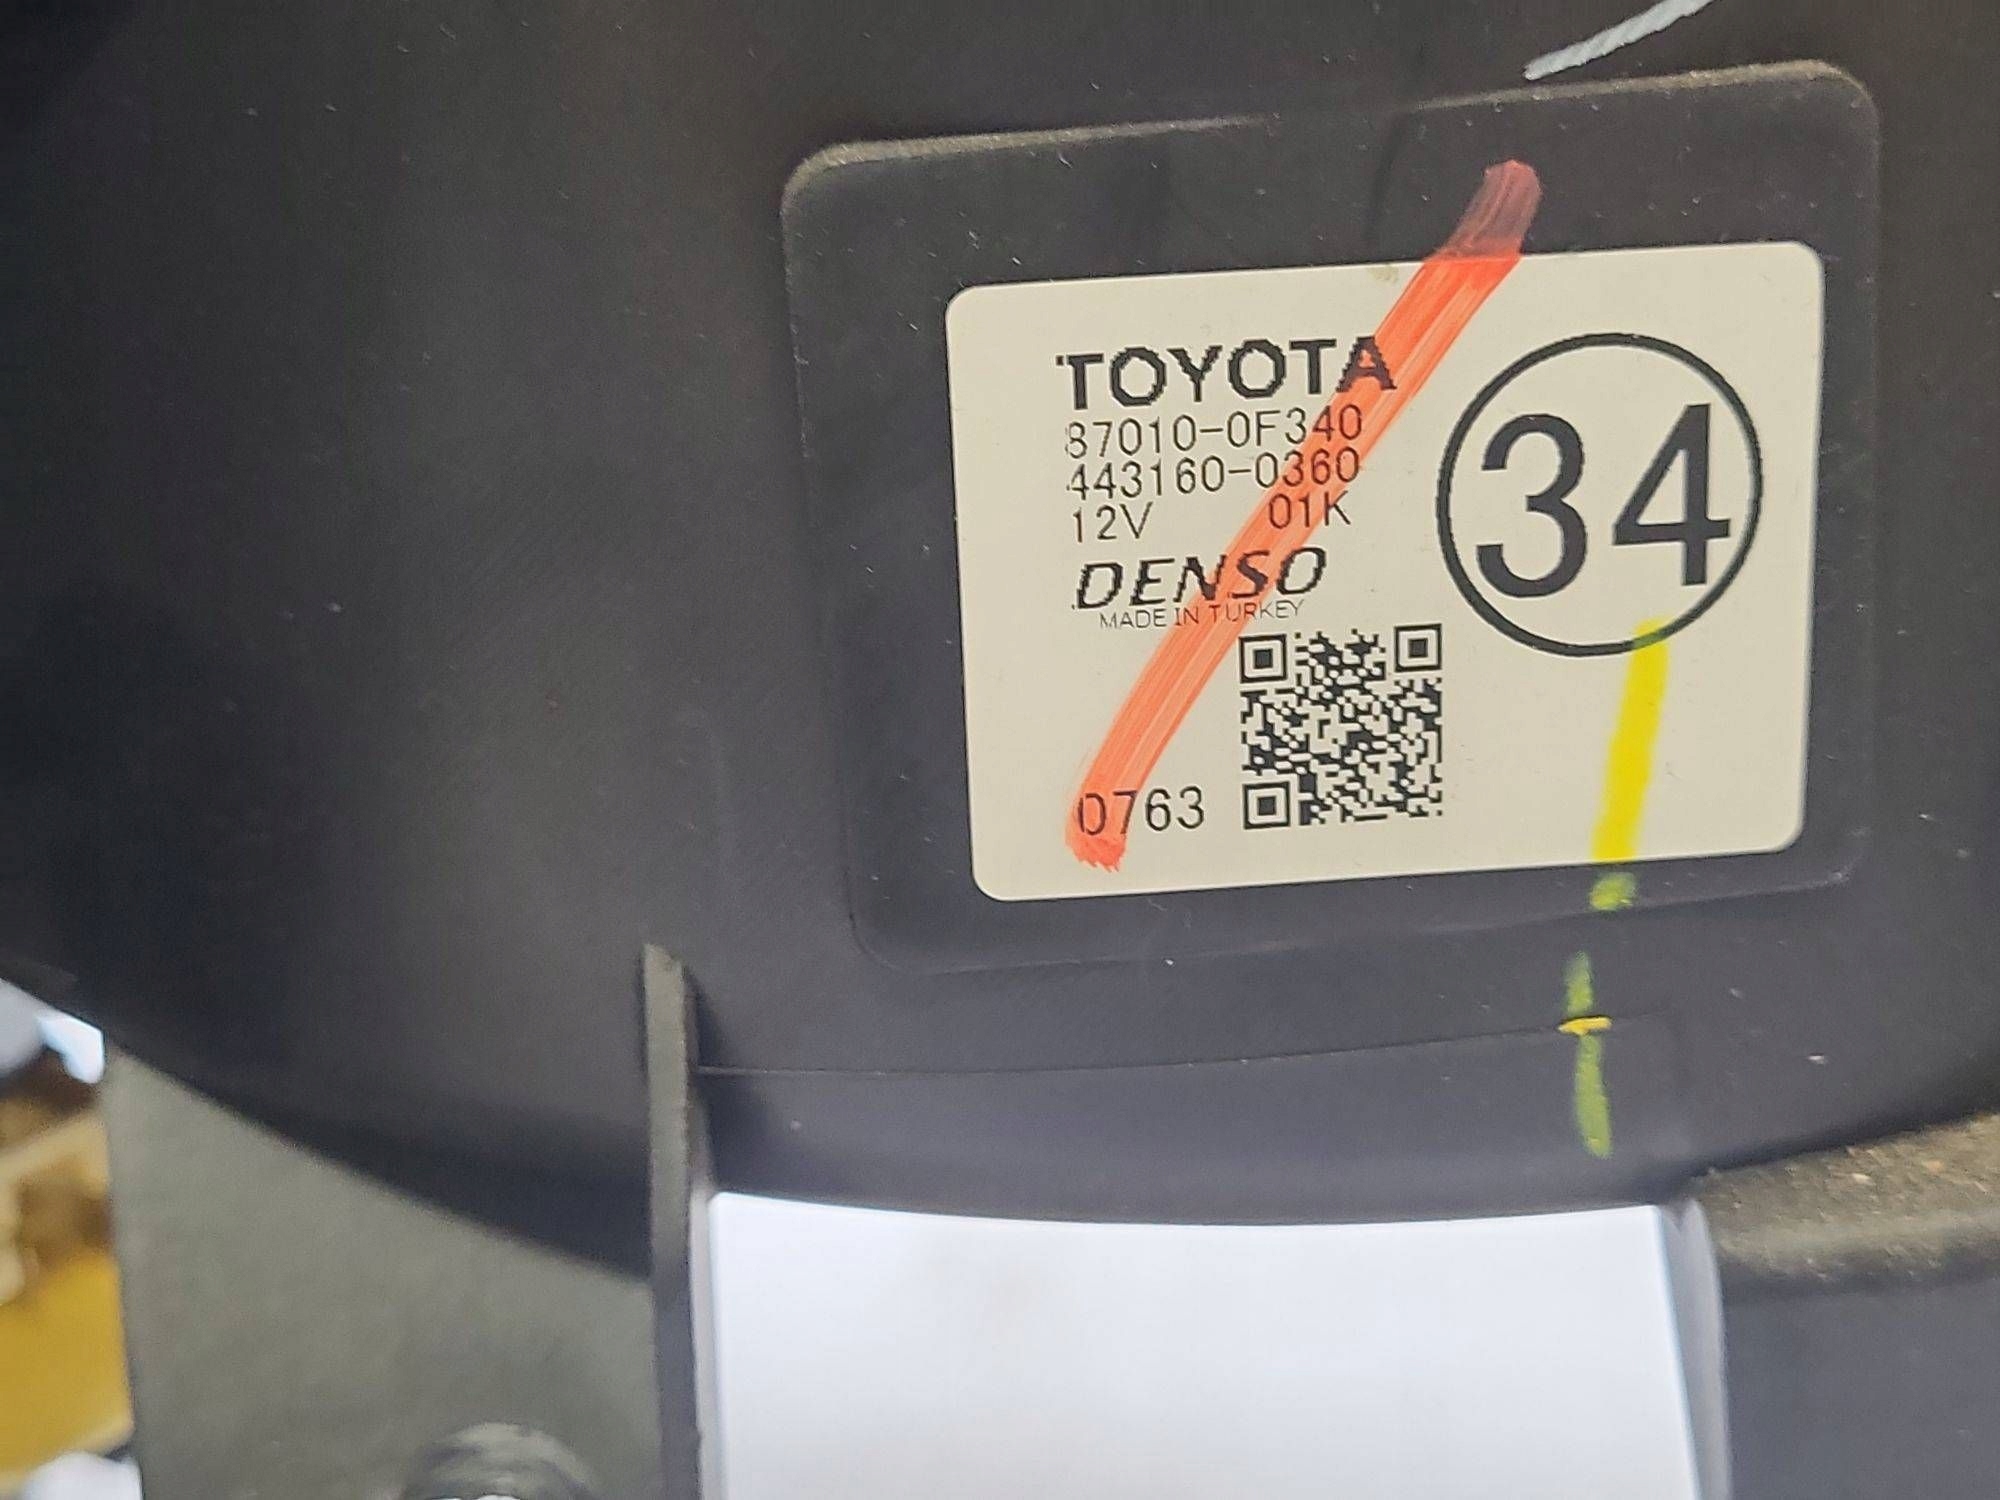 TOYOTA
87010-0F340
443160-0360
12V 01K
DENSO
MADE IN TURKEY
0763
34